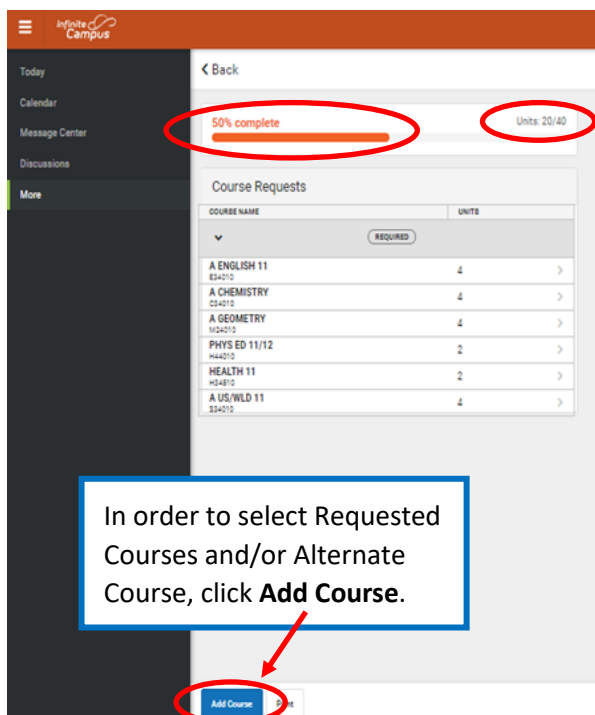 Infinite Campus
Today
Calendar
Message Center
Discussions
More
Back
50% complete
Units: 20/40
Course Requests
COURSE NAME UNITS
REQUIRED
A ENGLISH 11 4
E34010
A CHEMISTRY 4
C34010
A GEOMETRY 4
M24010
PHYS ED 11/12 2
H44010
HEALTH 11 2
H34810
A US/WLD 11 4
S34010
In order to select Requested
Courses and/or Alternate
Course, click Add Course.
Add Course Print